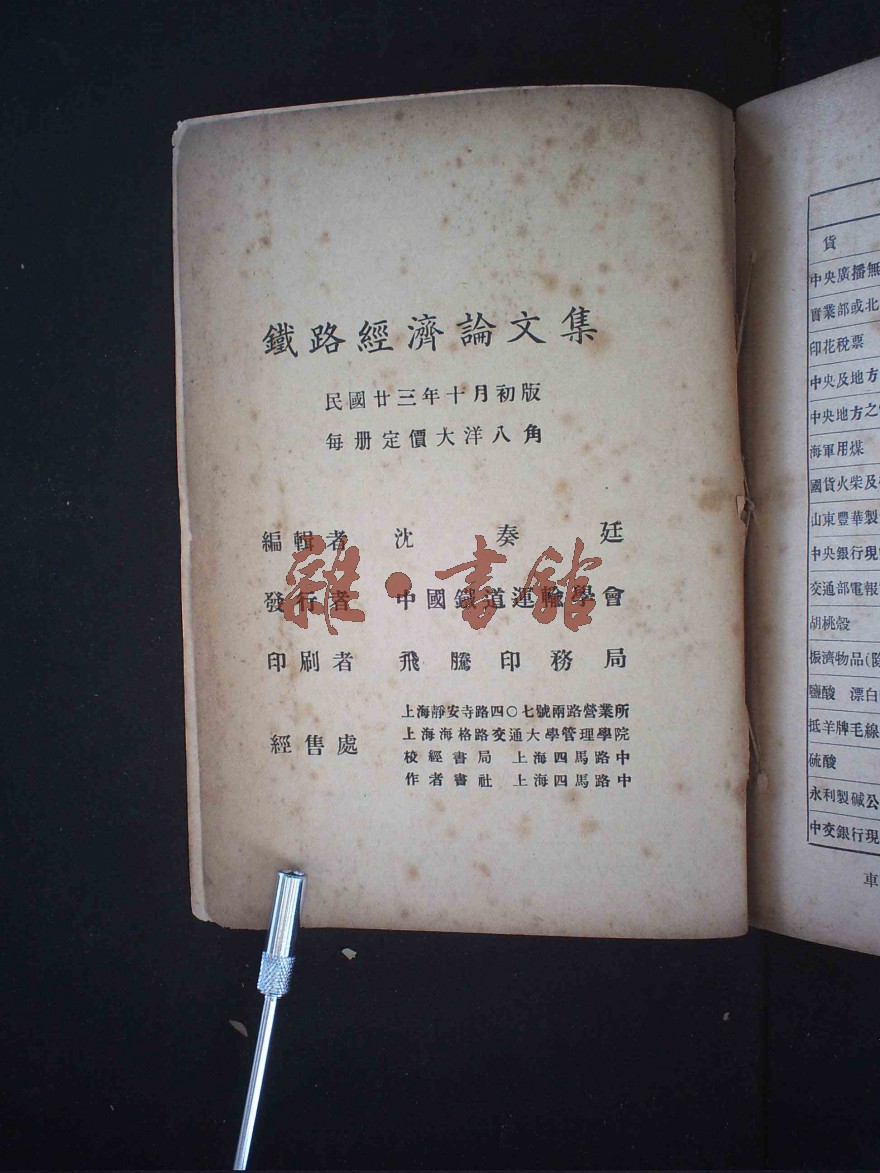 鐵路經濟論文集
民國廿三年十月初版
每册定價大洋八角
編輯者 沈奏廷
發行者 中國鐵道運輸學會
印刷者 飛騰印務局
經售處
上海靜安寺路四〇七號兩路營業所
上海海格路交通大學管理學院
校經書局 上海四馬路中
作者書社 上海四馬路中
雜·書館
貨
中央廣播無
實業部或北
印花稅票
中央及地方
中央地方之
海軍用煤
國貨火柴及
山東豐華製
中央銀行現
交通部電報
胡桃殼
振濟物品(
鹽酸 漂白
抵羊牌毛線
硫酸
永利製碱公
中交銀行現
車